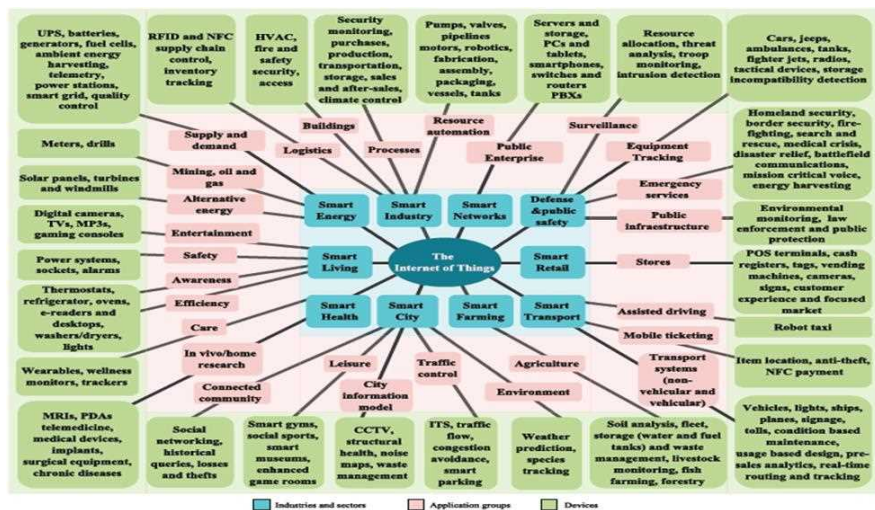 UPS, batteries,
generators, fuel cells,
ambient energy
harvesting,
telemetry,
power stations,
smart grid, quality
control
RFID and NFC
supply chain
control,
inventory
tracking
HVAC,
fire and
safety
security,
access
Security
monitoring,
purchases,
production,
transportation,
storage, sales
and after-sales,
climate control
Pumps, valves,
pipelines
motors, robotics,
fabrication,
assembly,
packaging,
vessels, tanks
Servers and
storage,
PCs and
tablets,
smartphones,
switches and
routers
PBXs
Resource
allocation, threat
analysis, troop
monitoring,
intrusion detection
Cars, jeeps,
ambulances, tanks,
fighter jets, radios,
tactical devices, storage
incompatibility detection
Meters, drills
Solar panels, turbines
and windmills
Digital cameras,
TVs, MP3s,
gaming consoles
Power systems,
sockets, alarms
Thermostats,
refrigerator, ovens,
e-readers and
desktops,
washers/dryers,
lights
Wearables, wellness
monitors, trackers
MRIs, PDAs
telemedicine,
medical devices,
implants,
surgical equipment,
chronic diseases
Supply and
demand
Buildings
Logistics
Processes
Resource
automation
Public
Enterprise
Surveillance
Equipment
Tracking
Mining, oil and
gas
Alternative
energy
Entertainment
Safety
Awareness
Efficiency
Care
In vivo/home
research
Connected
community
Smart
Energy
Smart
Industry
Smart
Networks
Defense
&public
safety
Smart
Living
The
Internet of Things
Smart
Retail
Smart
Health
Smart
City
Smart
Farming
Smart
Transport
Emergency
services
Public
infraestructure
Stores
Assisted driving
Mobile ticketing
Transport
systems
(non-
vehicular and
vehicular)
Leisure
City
information
model
Traffic
control
Agriculture
Environment
Homeland security,
border security, fire-
fighting, search and
rescue, medical crisis,
disaster relief, battlefield
communications,
mission critical voice,
energy harvesting
Environmental
monitoring, law
enforcement and public
protection
POS terminals, cash
registers, tags, vending
machines, cameras,
signs, customer
experience and focused
market
Robot taxi
Item location, anti-theft,
NFC payment
Vehicles, lights, ships,
planes, signage,
tolls, condition based
maintenance,
usage based design, pre-
sales analytics, real-time
routing and tracking
Social
networking,
historical
queries, losses
and thefts
Smart gyms,
social sports,
smart
museums,
enhanced
game rooms
CCTV,
structural
health, noise
maps, waste
management
ITS, traffic
flow,
congestion
avoidance,
smart
parking
Weather
prediction,
species
tracking
Soil analysis, fleet,
storage (water and fuel
tanks) and waste
management, livestock
monitoring, fish
farming, forestry
Industries and sectors
Application groups
Devices